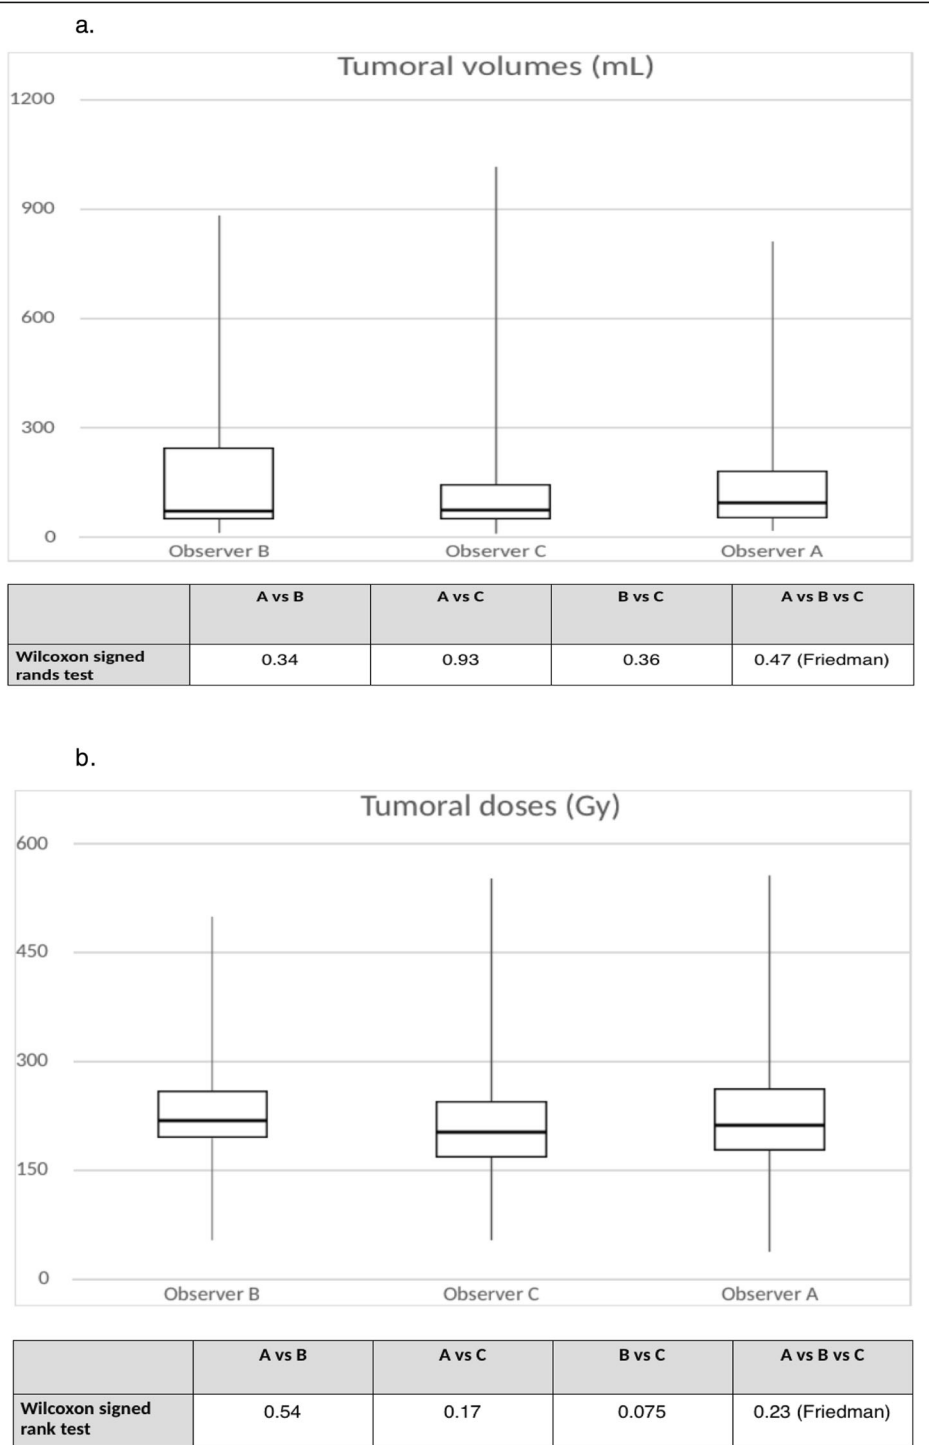 a.
Tumoral volumes (mL)
1200
900
600
300
0
Observer B Observer C Observer A
A vs B A vs C B vs C A vs B vs C
Wilcoxon signed
rands test
0.34 0.93 0.36 0.47 (Friedman)
b.
Tumoral doses (Gy)
600
450
300
150
0
Observer B Observer C Observer A
A vs B A vs C B vs C A vs B vs C
Wilcoxon signed
rank test
0.54 0.17 0.075 0.23 (Friedman)